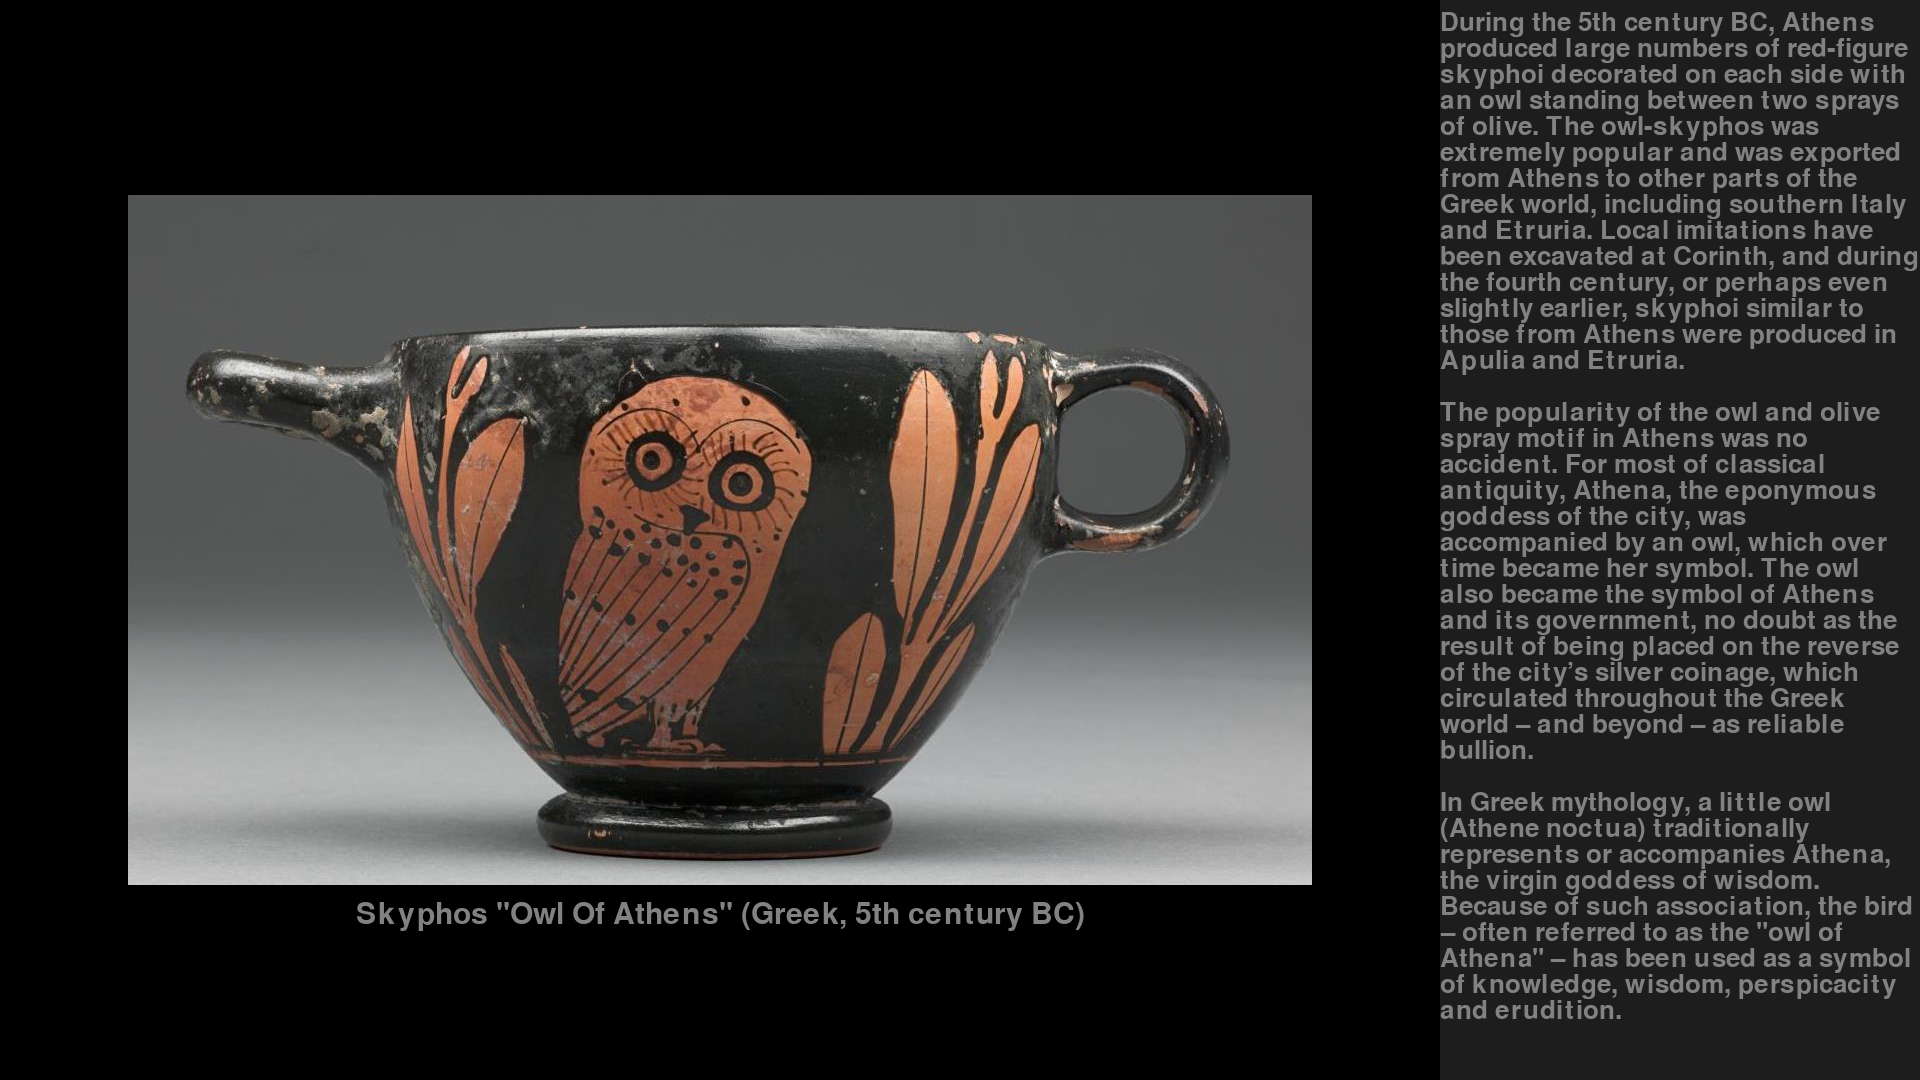 Skyphos "Owl Of Athens" (Greek, 5th century BC)
During the 5th century BC, Athens
produced large numbers of red-figure
skyphoi decorated on each side with
an owl standing between two sprays
of olive. The owl-skyphos was
extremely popular and was exported
from Athens to other parts of the
Greek world, including southern Italy
and Etruria. Local imitations have
been excavated at Corinth, and during
the fourth century, or perhaps even
slightly earlier, skyphoi similar to
those from Athens were produced in
Apulia and Etruria.
The popularity of the owl and olive
spray motif in Athens was no
accident. For most of classical
antiquity, Athena, the eponymous
goddess of the city, was
accompanied by an owl, which over
time became her symbol. The owl
also became the symbol of Athens
and its government, no doubt as the
result of being placed on the reverse
of the city’s silver coinage, which
circulated throughout the Greek
world – and beyond – as reliable
bullion.
In Greek mythology, a little owl
(Athene noctua) traditionally
represents or accompanies Athena,
the virgin goddess of wisdom.
Because of such association, the bird
– often referred to as the "owl of
Athena" – has been used as a symbol
of knowledge, wisdom, perspicacity
and erudition.